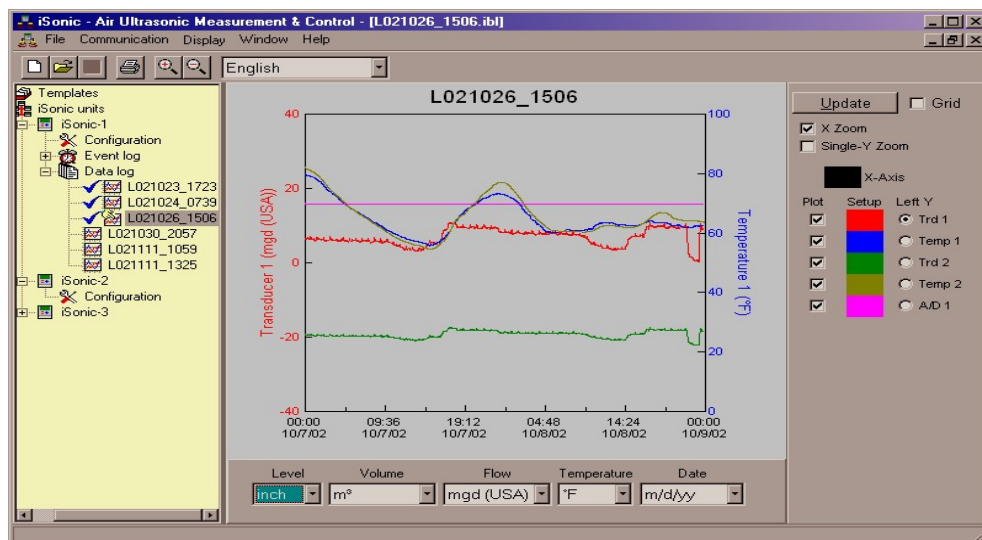 iSonic - Air Ultrasonic Measurement & Control - [L021026_1506.ibl]
File Communication Display Window Help
English
Templates
iSonic units
iSonic-1
Configuration
Event log
Data log
L021023_1723
L021024_0739
L021026_1506
L021030_2057
L021111_1059
L021111_1325
iSonic-2
Configuration
iSonic-3
L021026_1506
40
20
0
-20
-40
Transducer 1 (mgd (USA))
100
80
60
40
20
0
Temperature 1 (°F)
00:00 09:36 19:12 04:48 14:24 00:00
10/7/02 10/7/02 10/7/02 10/8/02 10/8/02 10/9/02
Level Volume Flow Temperature Date
inch m³ mgd (USA) °F m/d/yy
Update Grid
X Zoom
Single-Y Zoom
X-Axis
Plot Setup Left Y
Trd 1
Temp 1
Trd 2
Temp 2
A/D 1